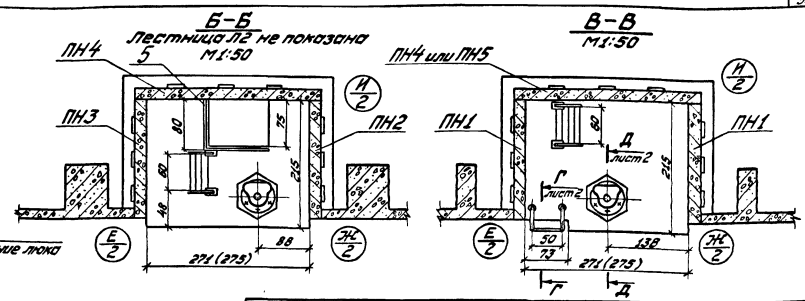 Б-Б
Лестница Л2 не показана
М1:50
ПН4
5
И
2
ПН3
ПН2
80
75
60
215
48
88
Е
2
Ж
2
271(275)
ние люка
В-В
М1:50
ПН4 или ПН5
И
2
ПН1
ПН1
60
Д
лист 2
Г
лист 2
215
Е
2
50
73
138
Ж
2
271(275)
Г
Д